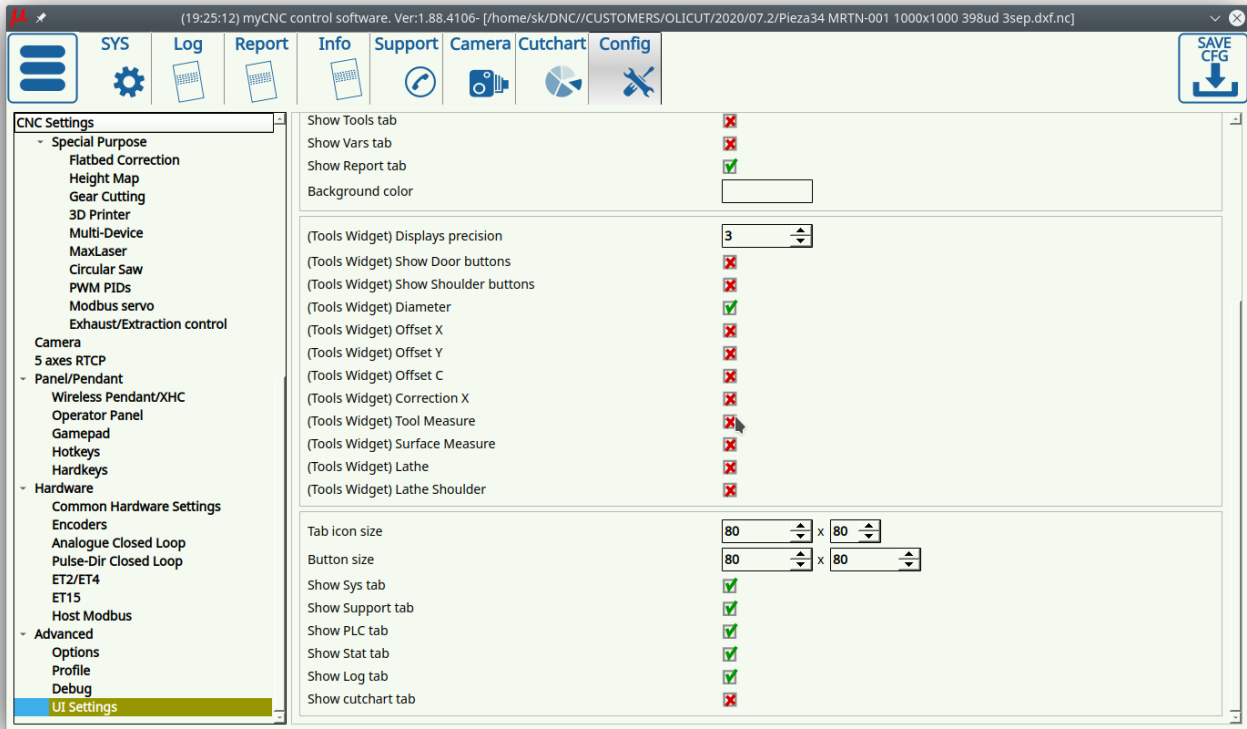 (19:25:12) myCNC control software. Ver:1.88.4106- [/home/sk/DNC//CUSTOMERS/OLICUT/2020/07.2/Pieza34 MRTN-001 1000x1000 398ud 3sep.dxf.nc]
SYS Log Report Info Support Camera Cutchart Config
SAVE
CFG
CNC Settings
Special Purpose
Flatbed Correction
Height Map
Gear Cutting
3D Printer
Multi-Device
MaxLaser
Circular Saw
PWM PIDs
Modbus servo
Exhaust/Extraction control
Camera
5 axes RTCP
Panel/Pendant
Wireless Pendant/XHC
Operator Panel
Gamepad
Hotkeys
Hardkeys
Hardware
Common Hardware Settings
Encoders
Analogue Closed Loop
Pulse-Dir Closed Loop
ET2/ET4
ET15
Host Modbus
Advanced
Options
Profile
Debug
UI Settings
Show Tools tab
Show Vars tab
Show Report tab
Background color
(Tools Widget) Displays precision 3
(Tools Widget) Show Door buttons
(Tools Widget) Show Shoulder buttons
(Tools Widget) Diameter
(Tools Widget) Offset X
(Tools Widget) Offset Y
(Tools Widget) Offset C
(Tools Widget) Correction X
(Tools Widget) Tool Measure
(Tools Widget) Surface Measure
(Tools Widget) Lathe
(Tools Widget) Lathe Shoulder
Tab icon size 80 x 80
Button size 80 x 80
Show Sys tab
Show Support tab
Show PLC tab
Show Stat tab
Show Log tab
Show cutchart tab